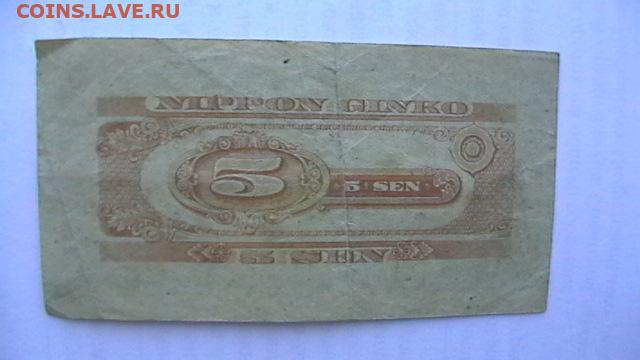 COINS.LAVE.RU
NIPPON GINKO
5
5 SEN
5 SEN